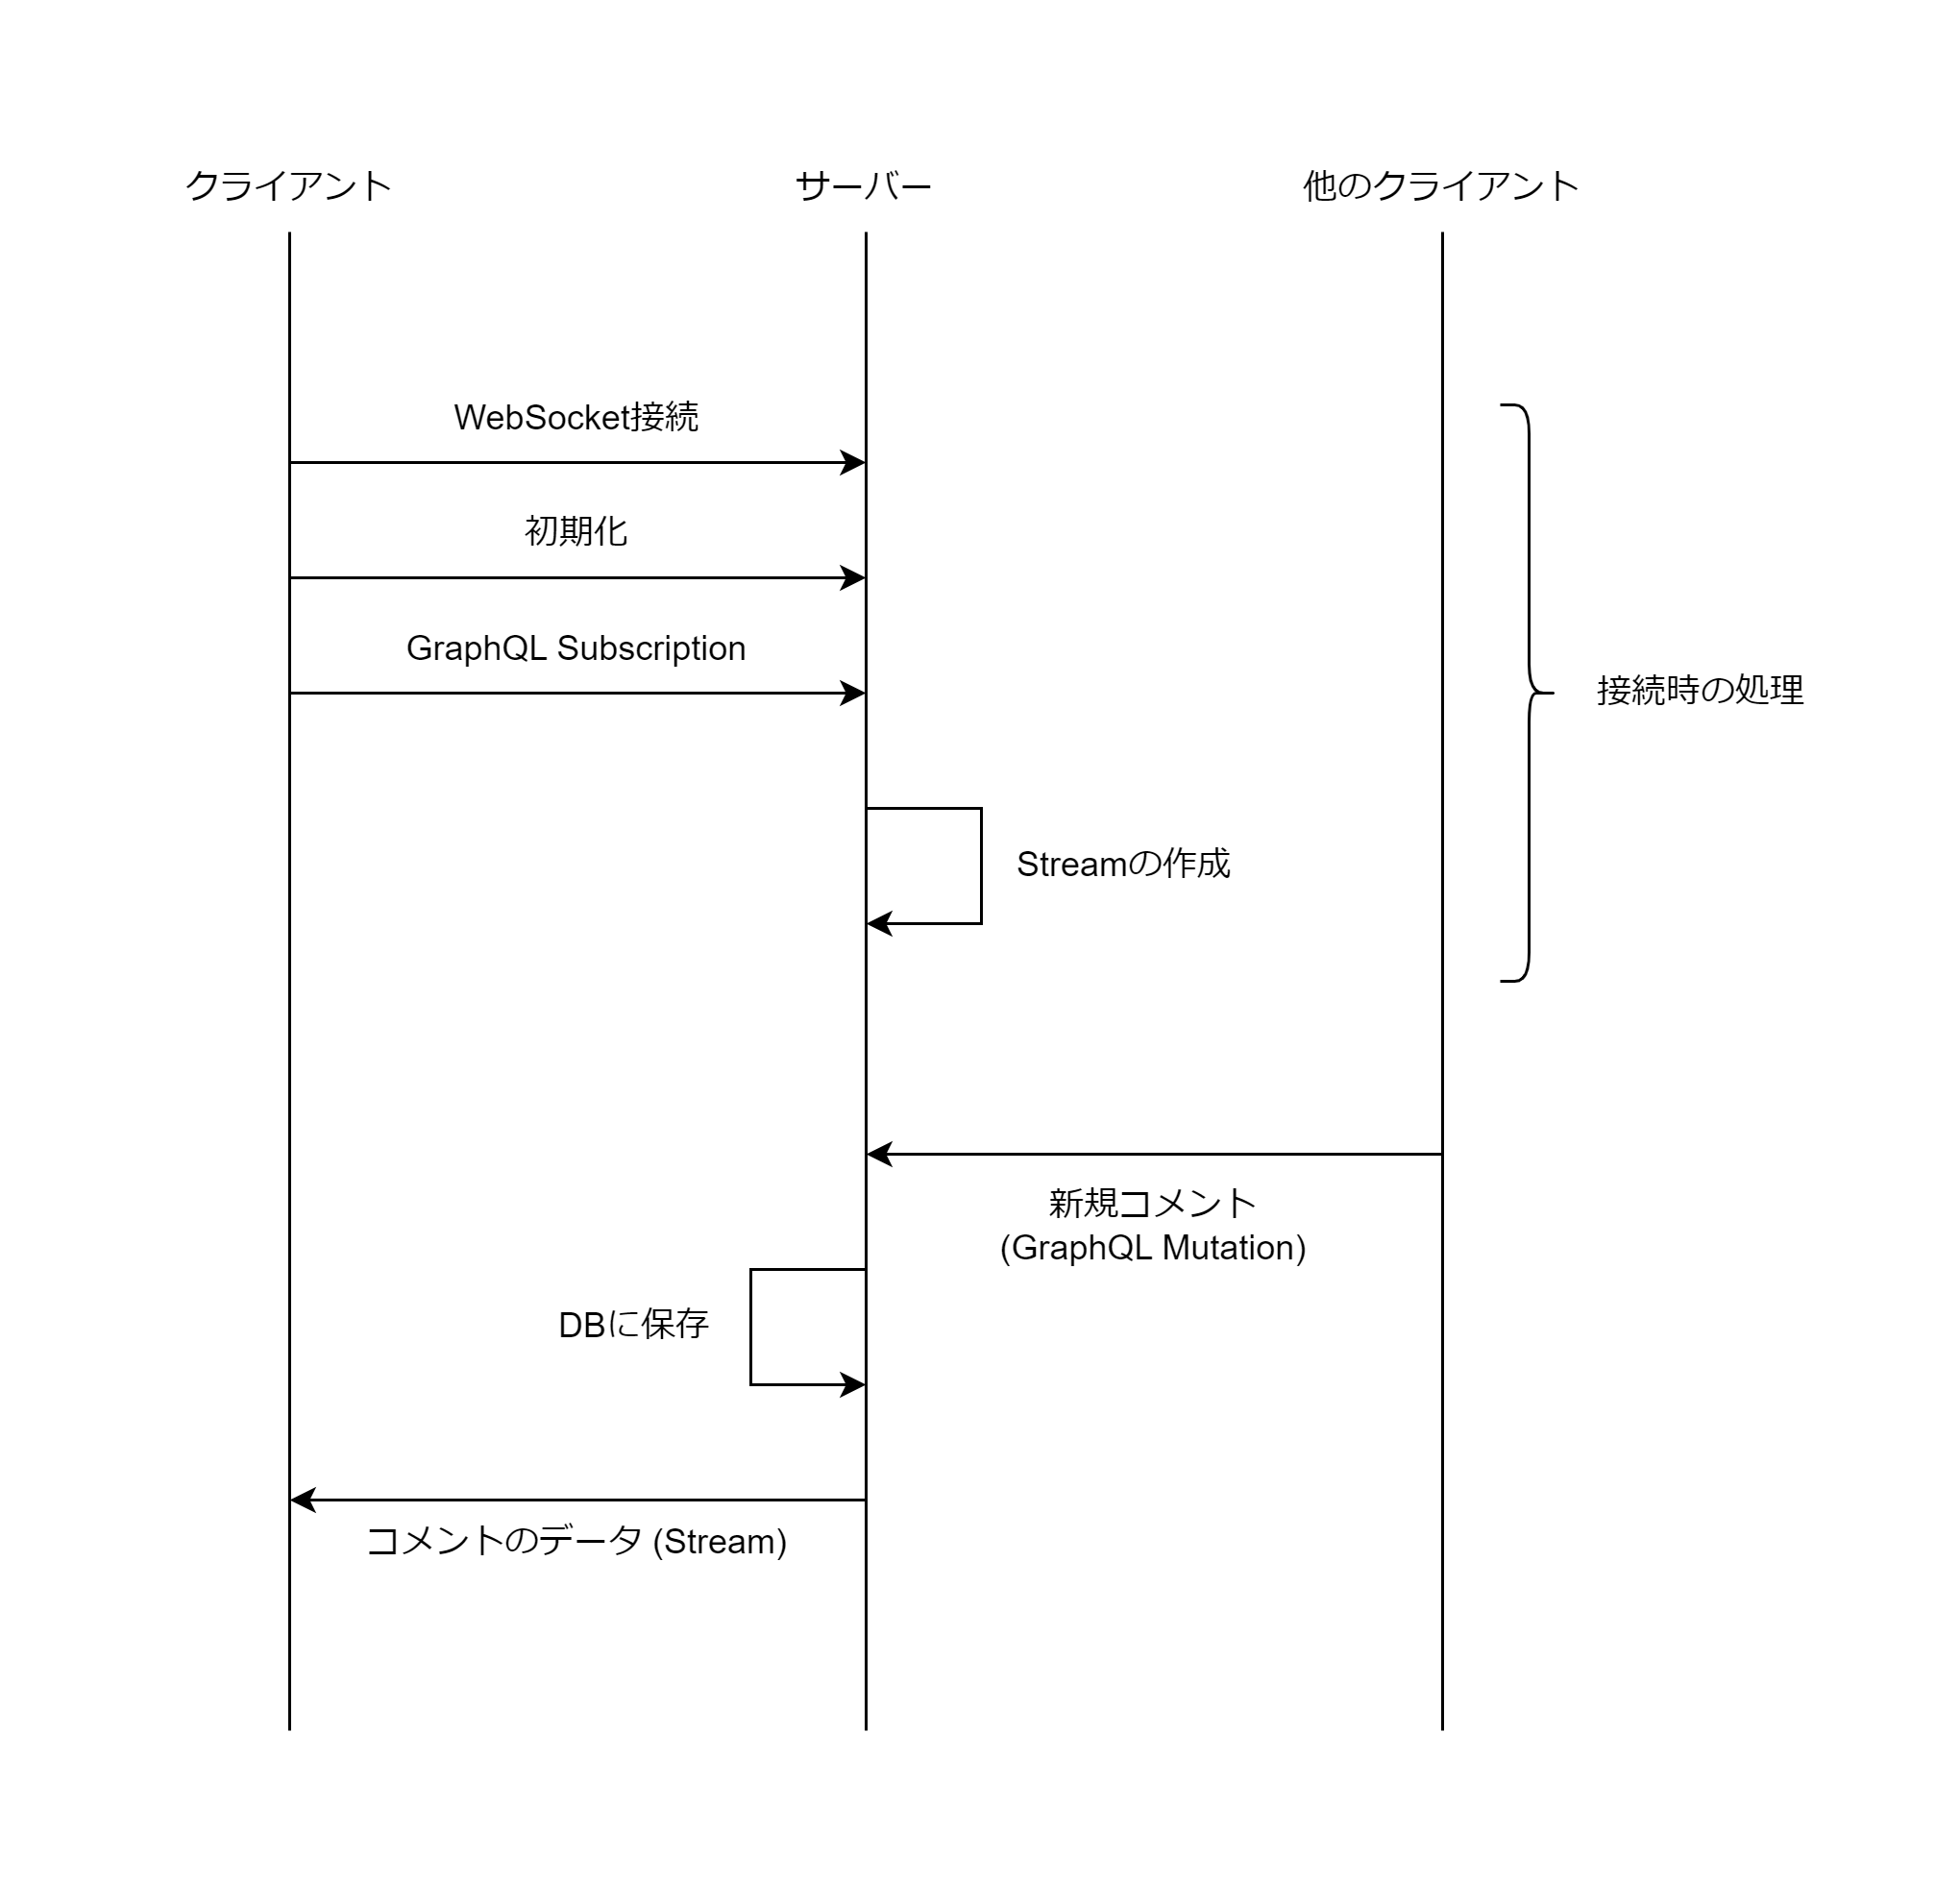 クライアント
サーバー
他のクライアント
WebSocket接続
初期化
GraphQL Subscription
接続時の処理
Streamの作成
新規コメント
(GraphQL Mutation)
DBに保存
コメントのデータ (Stream)